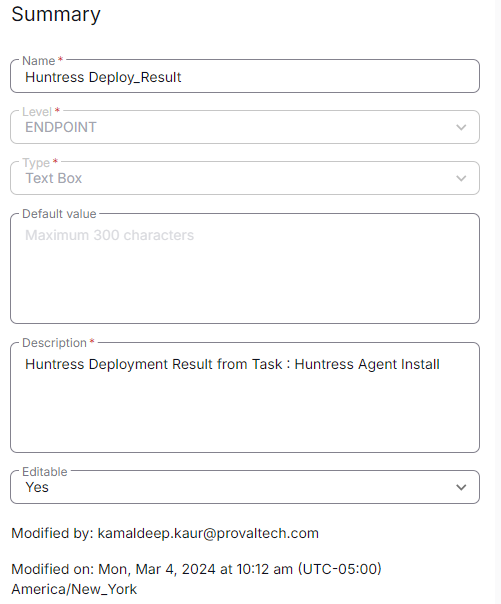 Summary
Name *
Huntress Deploy_Result
Level *
ENDPOINT
Type *
Text Box
Default value
Maximum 300 characters
Description *
Huntress Deployment Result from Task : Huntress Agent Install
Editable
Yes
Modified by: kamaldeep.kaur@provaltech.com
Modified on: Mon, Mar 4, 2024 at 10:12 am (UTC-05:00)
America/New_York